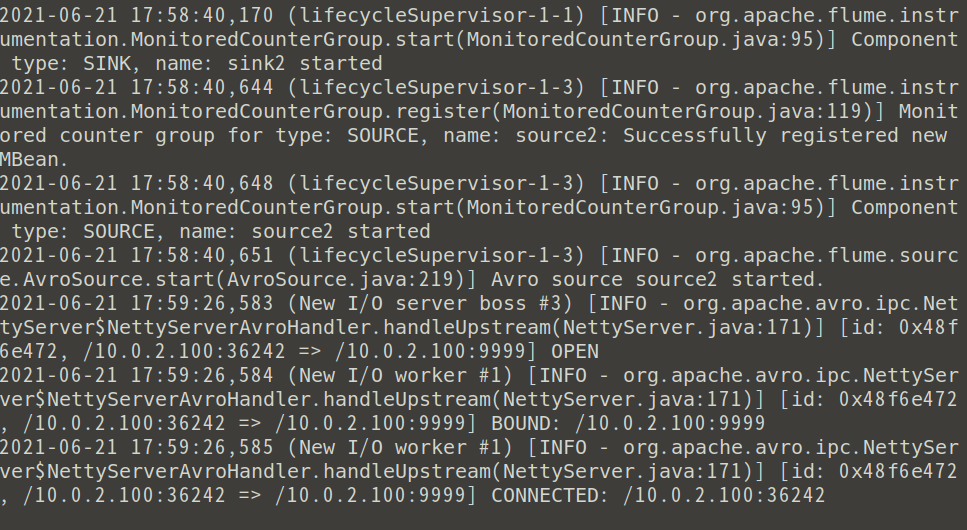 2021-06-21 17:58:40,170 (lifecycleSupervisor-1-1) [INFO - org.apache.flume.instr
umentation.MonitoredCounterGroup.start(MonitoredCounterGroup.java:95)] Component
 type: SINK, name: sink2 started
2021-06-21 17:58:40,644 (lifecycleSupervisor-1-3) [INFO - org.apache.flume.instr
umentation.MonitoredCounterGroup.register(MonitoredCounterGroup.java:119)] Monit
ored counter group for type: SOURCE, name: source2: Successfully registered new 
MBean.
2021-06-21 17:58:40,648 (lifecycleSupervisor-1-3) [INFO - org.apache.flume.instr
umentation.MonitoredCounterGroup.start(MonitoredCounterGroup.java:95)] Component
 type: SOURCE, name: source2 started
2021-06-21 17:58:40,651 (lifecycleSupervisor-1-3) [INFO - org.apache.flume.sourc
e.AvroSource.start(AvroSource.java:219)] Avro source source2 started.
2021-06-21 17:59:26,583 (New I/O server boss #3) [INFO - org.apache.avro.ipc.Net
tyServer$NettyServerAvroHandler.handleUpstream(NettyServer.java:171)] [id: 0x48f
6e472, /10.0.2.100:36242 => /10.0.2.100:9999] OPEN
2021-06-21 17:59:26,584 (New I/O worker #1) [INFO - org.apache.avro.ipc.NettySer
ver$NettyServerAvroHandler.handleUpstream(NettyServer.java:171)] [id: 0x48f6e472
, /10.0.2.100:36242 => /10.0.2.100:9999] BOUND: /10.0.2.100:9999
2021-06-21 17:59:26,585 (New I/O worker #1) [INFO - org.apache.avro.ipc.NettySer
ver$NettyServerAvroHandler.handleUpstream(NettyServer.java:171)] [id: 0x48f6e472
, /10.0.2.100:36242 => /10.0.2.100:9999] CONNECTED: /10.0.2.100:36242